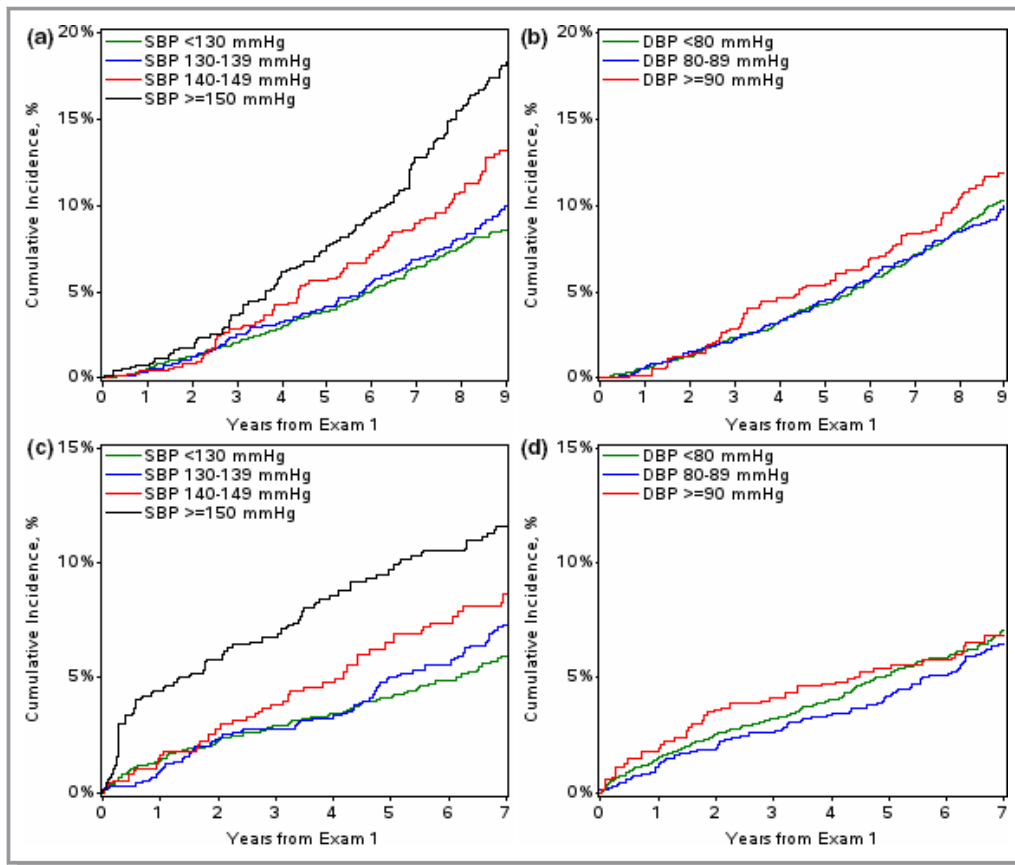 (a)
SBP <130 mmHg
SBP 130-139 mmHg
SBP 140-149 mmHg
SBP >=150 mmHg
Cumulative Incidence, %
20%
15%
10%
5%
0%
0 1 2 3 4 5 6 7 8 9
Years from Exam 1
(b)
DBP <80 mmHg
DBP 80-89 mmHg
DBP >=90 mmHg
Cumulative Incidence, %
20%
15%
10%
5%
0%
0 1 2 3 4 5 6 7 8 9
Years from Exam 1
(c)
SBP <130 mmHg
SBP 130-139 mmHg
SBP 140-149 mmHg
SBP >=150 mmHg
Cumulative Incidence, %
15%
10%
5%
0%
0 1 2 3 4 5 6 7
Years from Exam 1
(d)
DBP <80 mmHg
DBP 80-89 mmHg
DBP >=90 mmHg
Cumulative Incidence, %
15%
10%
5%
0%
0 1 2 3 4 5 6 7
Years from Exam 1